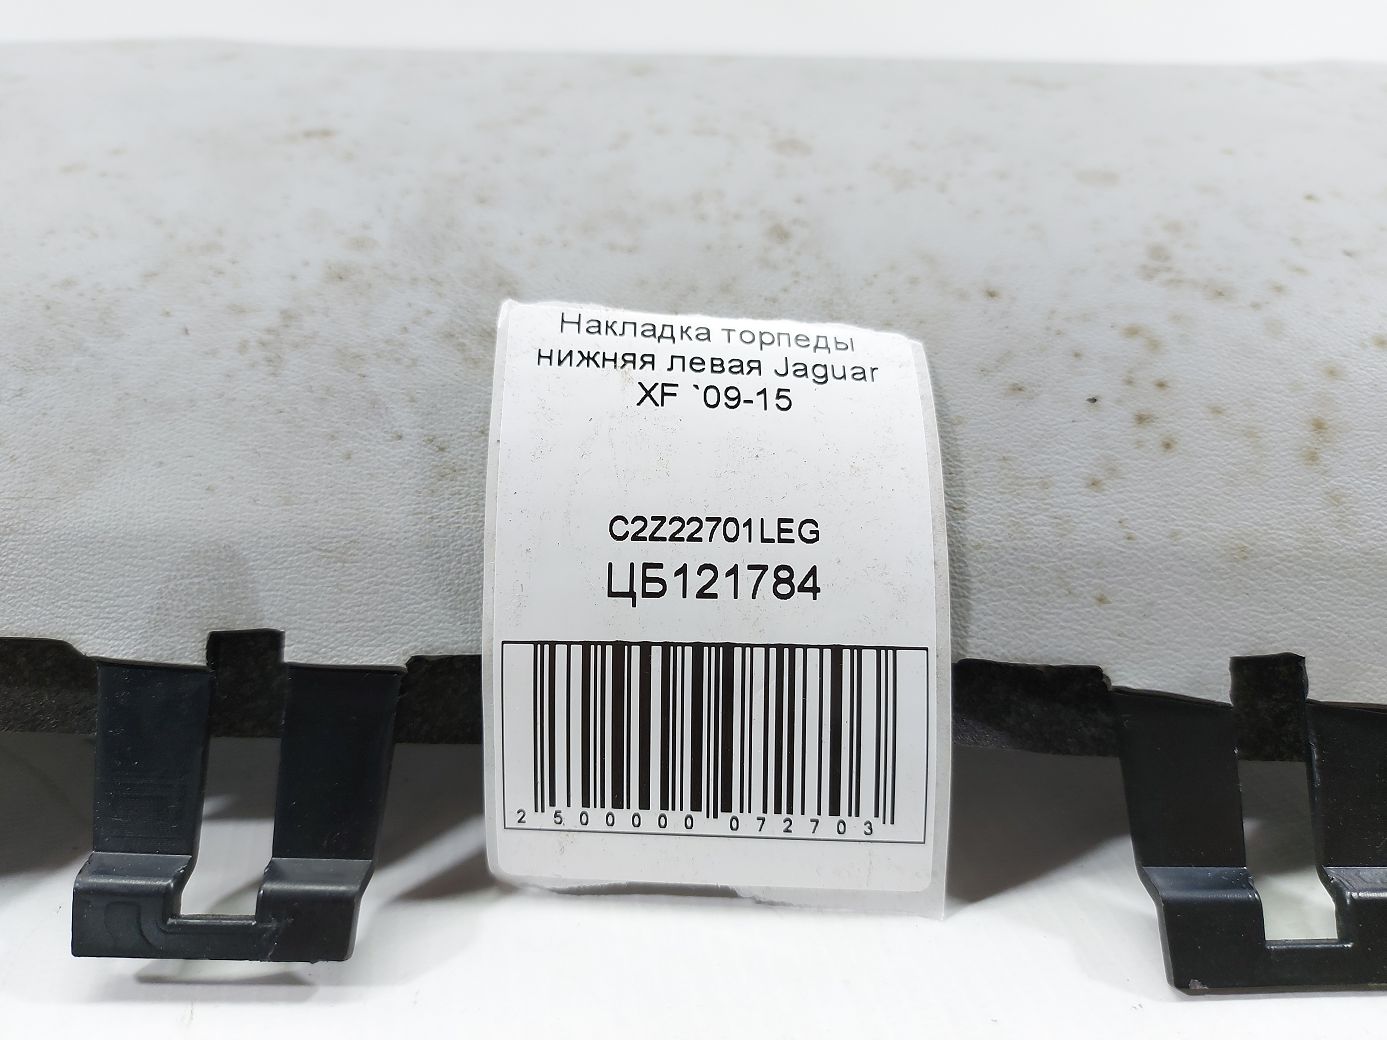 Накладка торпеды
нижняя левая Jaguar
XF `09-15
C2Z22701LEG
ЦБ121784
2 500000 072703